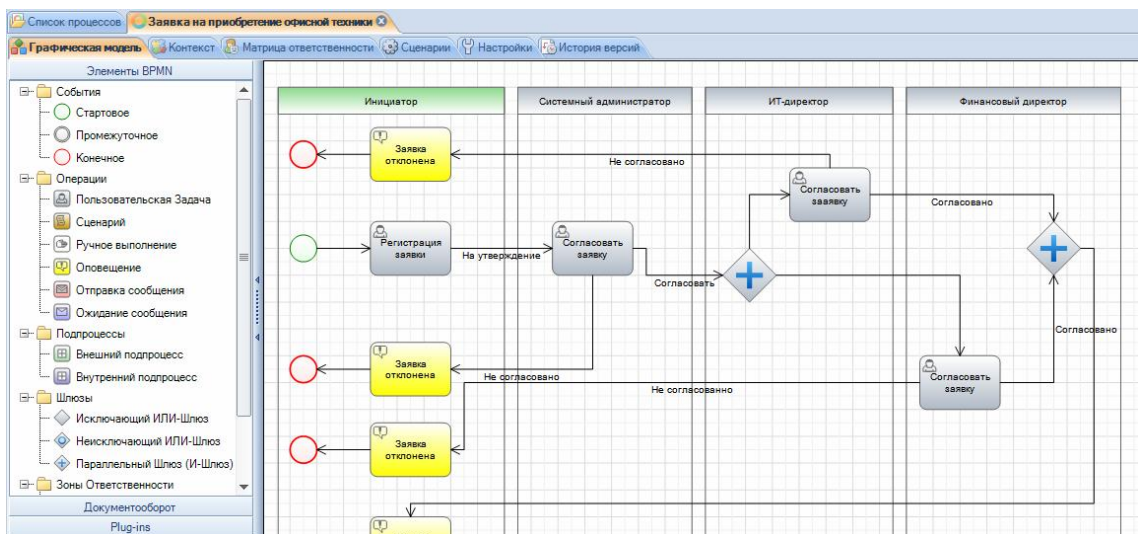 Список процессов
Заявка на приобретение офисной техники
Графическая модель
Контекст
Матрица ответственности
Сценарии
Настройки
История версий
Элементы BPMN
События
Стартовое
Промежуточное
Конечное
Операции
Пользовательская Задача
Сценарий
Ручное выполнение
Оповещение
Отправка сообщения
Ожидание сообщения
Подпроцессы
Внешний подпроцесс
Внутренний подпроцесс
Шлюзы
Исключающий ИЛИ-Шлюз
Неисключающий ИЛИ-Шлюз
Параллельный Шлюз (И-Шлюз)
Зоны Ответственности
Документооборот
Plug-ins
Инициатор
Системный администратор
ИТ-директор
Финансовый директор
Заявка
отклонена
Не согласовано
Согласовать
зааявку
Согласовано
Регистрация
заявки
На утверждение
Согласовать
заявку
Согласовать
Согласовано
Заявка
отклонена
Не согласовано
Не согласованно
Согласовать
заявку
Заявка
отклонена